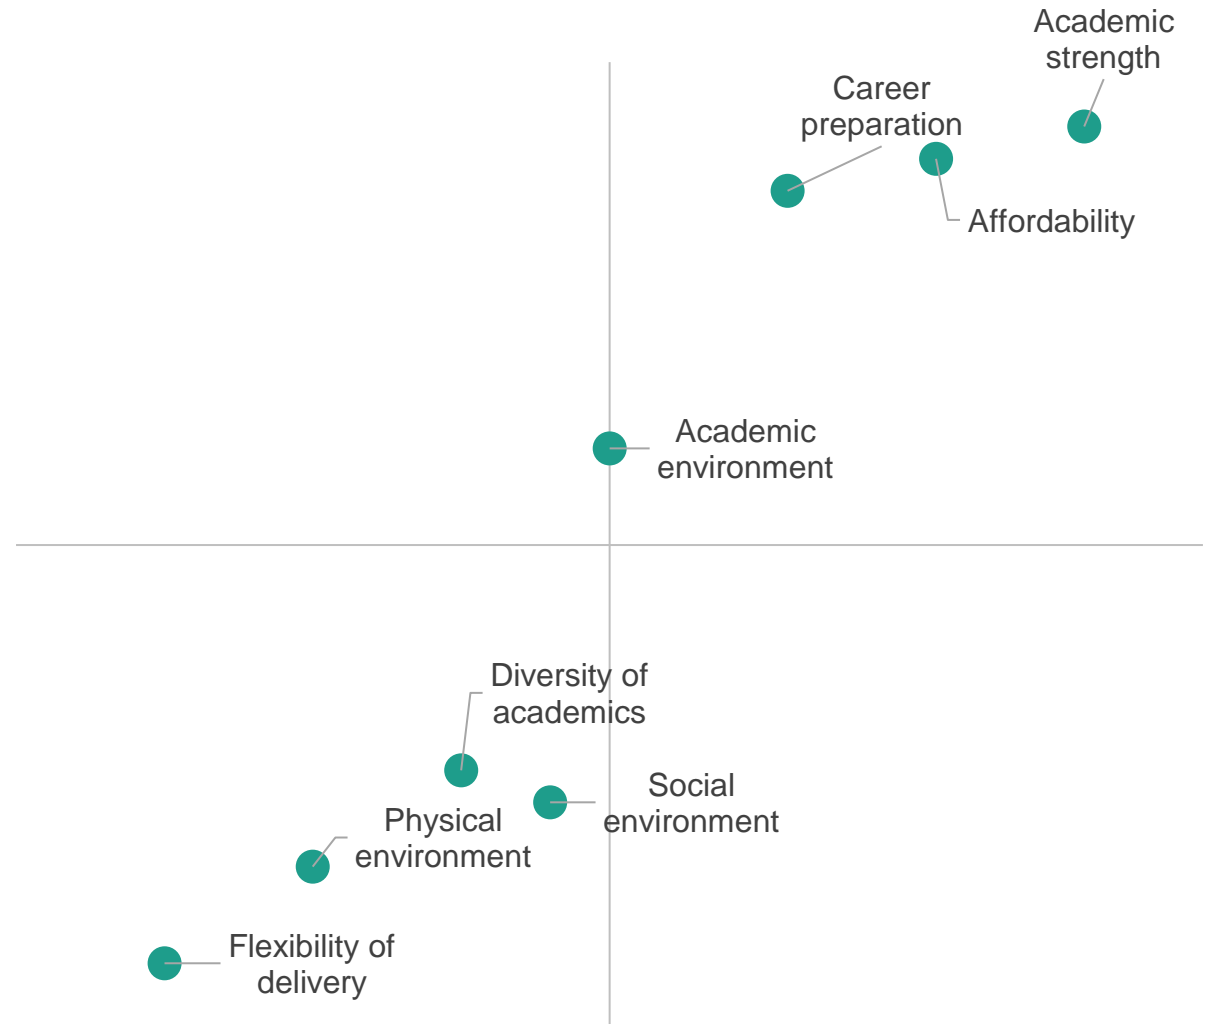 Academic
strength
Career
preparation
Affordability
Academic
environment
Diversity of
academics
Social
environment
Physical
environment
Flexibility of
delivery